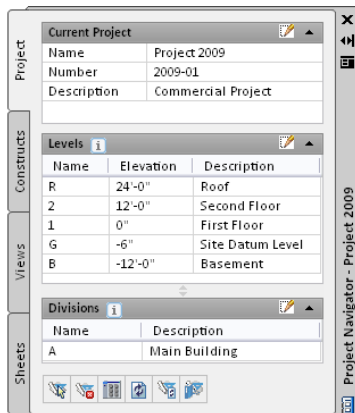 Project
Constructs
Views
Sheets
Current Project
Name Project 2009
Number 2009-01
Description Commercial Project
Levels i
Name Elevation Description
R 24'-0" Roof
2 12'-0" Second Floor
1 0" First Floor
G -6" Site Datum Level
B -12'-0" Basement
Divisions i
Name Description
A Main Building
Project Navigator - Project 2009